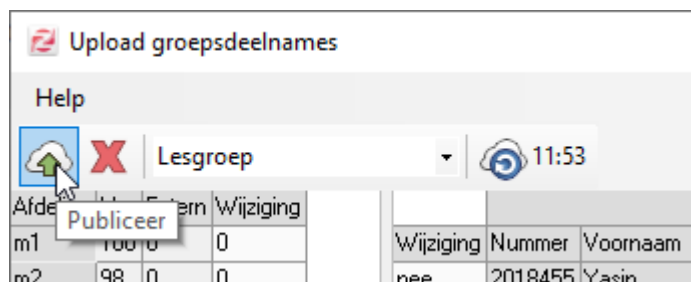 Upload groepsdeelnames
Help
Lesgroep 11:53
Publiceer
Wijziging
m1 0 0
Wijziging Nummer Voornaam
m2 98 0 0
nee 2018455 Yasin